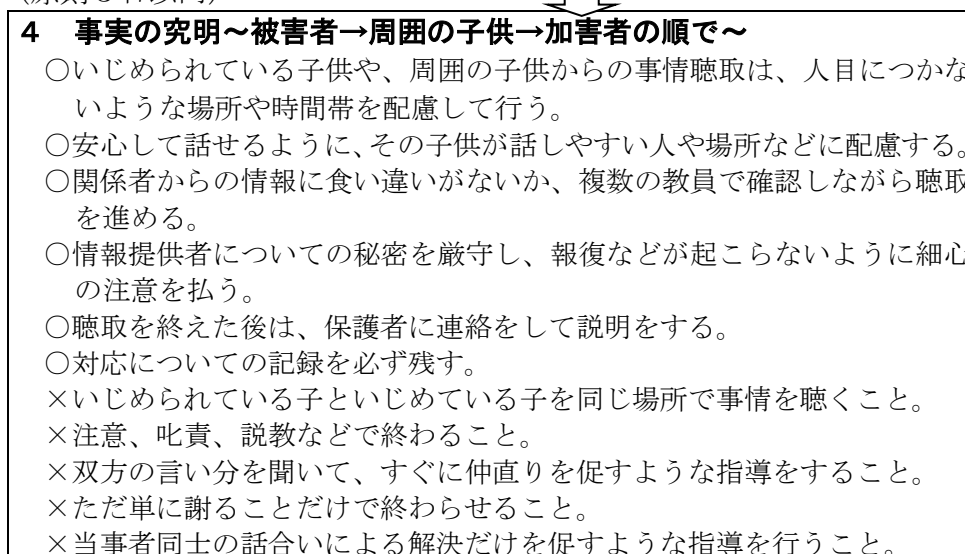 ４　事実の究明～被害者→周囲の子供→加害者の順で～
○いじめられている子供や、周囲の子供からの事情聴取は、人目につかな
いような場所や時間帯を配慮して行う。
○安心して話せるように、その子供が話しやすい人や場所などに配慮する。
○関係者からの情報に食い違いがないか、複数の教員で確認しながら聴取
を進める。
○情報提供者についての秘密を厳守し、報復などが起こらないように細心
の注意を払う。
○聴取を終えた後は、保護者に連絡をして説明をする。
○対応についての記録を必ず残す。
×いじめられている子といじめている子を同じ場所で事情を聴くこと。
×注意、叱責、説教などで終わること。
×双方の言い分を聞いて、すぐに仲直りを促すような指導をすること。
×ただ単に謝ることだけで終わらせること。
×当事者同士の話合いによる解決だけを促すような指導を行うこと。